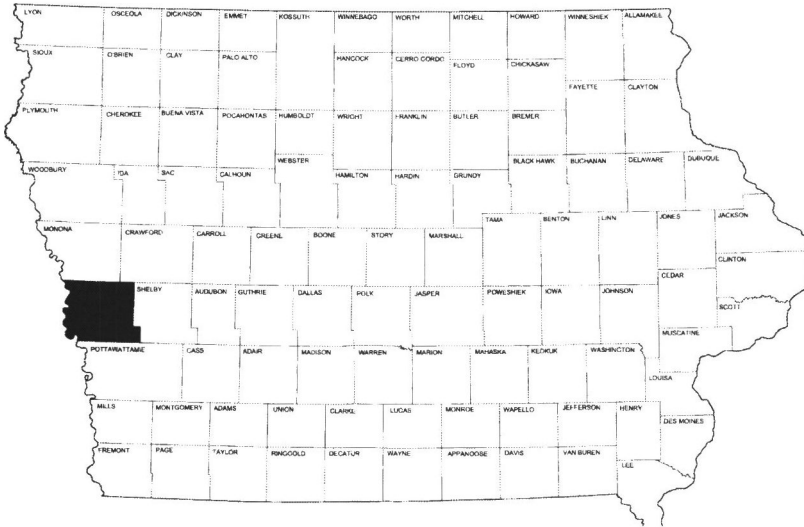 LYON OSCEOLA DICKINSON EMMET KOSSUTH WINNEBAGO WORTH MITCHELL HOWARD WINNESHIEK ALLAMAKEE
SIOUX O'BRIEN CLAY PALO ALTO HANCOCK CERRO GORDO FLOYD CHICKASAW
FAYETTE CLAYTON
PLYMOUTH CHEROKEE BUENA VISTA POCAHONTAS HUMBOLDT WRIGHT FRANKLIN BUTLER BREMER
WEBSTER BLACK HAWK BUCHANAN DELAWARE DUBUQUE
WOODBURY IDA SAC CALHOUN HAMILTON HARDIN GRUNDY
TAMA BENTON LINN JONES JACKSON
MONONA CRAWFORD CARROLL GREENE BOONE STORY MARSHALL
CLINTON
CEDAR
SHELBY AUDUBON GUTHRIE DALLAS POLK JASPER POWESHIEK IOWA JOHNSON
SCOTT
MUSCATINE
POTTAWATTAMIE CASS ADAIR MADISON WARREN MARION MAHASKA KEOKUK WASHINGTON
LOUISA
MILLS MONTGOMERY ADAMS UNION CLARKE LUCAS MONROE WAPELLO JEFFERSON HENRY
DES MOINES
FREMONT PAGE TAYLOR RINGGOLD DECATUR WAYNE APPANOOSE DAVIS VAN BUREN
LEE